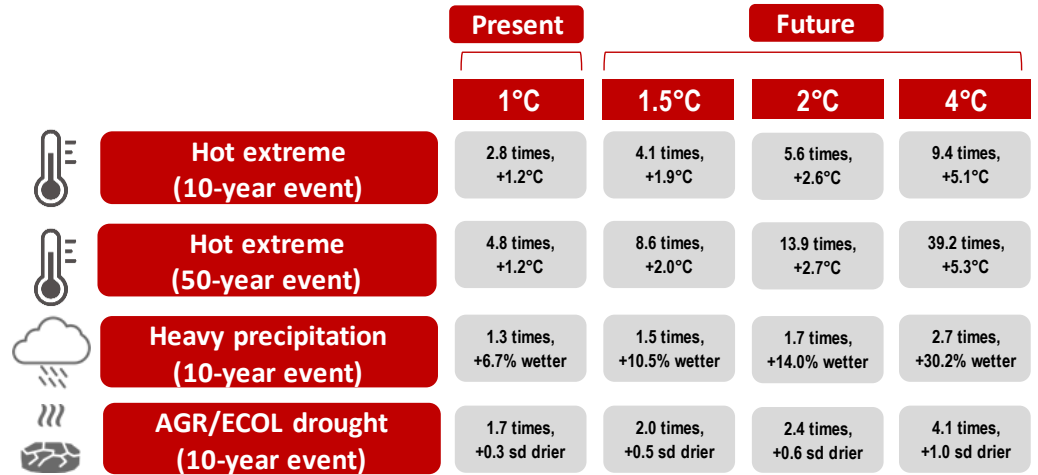 Present
Future
1°C
1.5°C
2°C
4°C
Hot extreme
(10-year event)
2.8 times,
+1.2°C
4.1 times,
+1.9°C
5.6 times,
+2.6°C
9.4 times,
+5.1°C
Hot extreme
(50-year event)
4.8 times,
+1.2°C
8.6 times,
+2.0°C
13.9 times,
+2.7°C
39.2 times,
+5.3°C
Heavy precipitation
(10-year event)
1.3 times,
+6.7% wetter
1.5 times,
+10.5% wetter
1.7 times,
+14.0% wetter
2.7 times,
+30.2% wetter
AGR/ECOL drought
(10-year event)
1.7 times,
+0.3 sd drier
2.0 times,
+0.5 sd drier
2.4 times,
+0.6 sd drier
4.1 times,
+1.0 sd drier